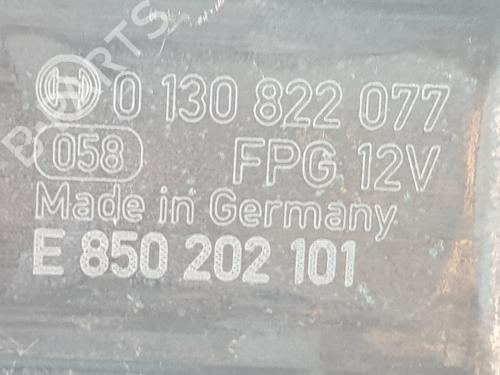 0 130 822 077
058 FPG 12V
Made in Germany
E 850 202 101